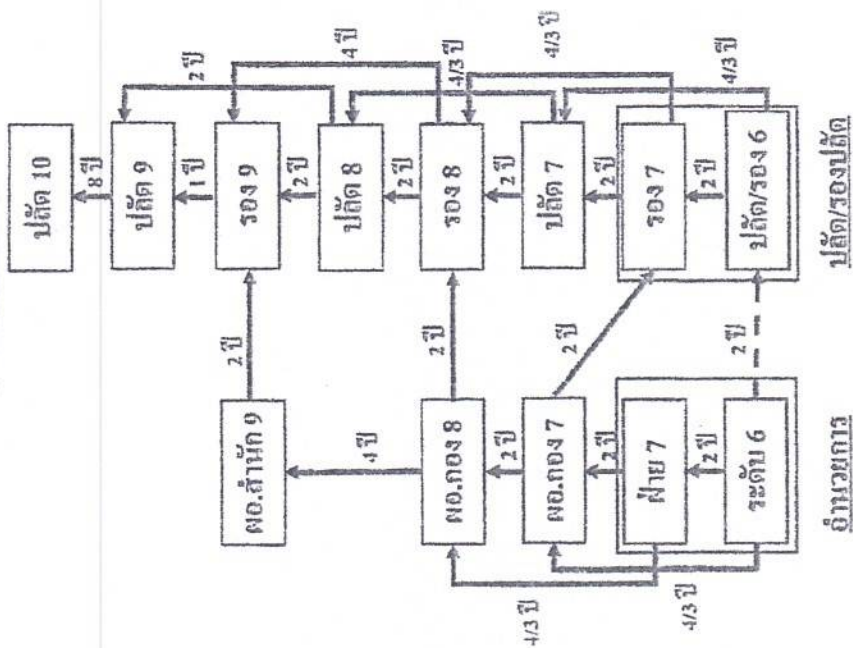 ปลัด 10
8 ปี
ปลัด 9
2 ปี
1 ปี
ผอ.สำนัก 9
2 ปี
รอง 9
4 ปี
2 ปี
4 ปี
ปลัด 8
4/3 ปี
2 ปี
ผอ.กอง 8
2 ปี
รอง 8
4/3 ปี
2 ปี
2 ปี
ผอ.กอง 7
2 ปี
ปลัด 7
4/3 ปี
2 ปี
2 ปี
4/3 ปี
ฝ่าย 7
รอง 7
2 ปี
2 ปี
4/3 ปี
ระดับ 6
2 ปี
ปลัด/รอง 6
อำนวยการ
ปลัด/รองปลัด